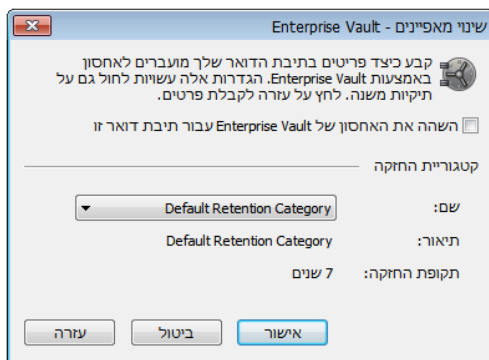 שינוי מאפיינים - Enterprise Vault
קבע כיצד פריטים בתיבת הדואר שלך מועברים לאחסון
באמצעות Enterprise Vault. הגדרות אלה עשויות לחול גם על
תיקיות משנה. לחץ על עזרה לקבלת פרטים.
השהה את האחסון של Enterprise Vault עבור תיבת דואר זו
קטגוריית החזקה
שם: Default Retention Category
תיאור: Default Retention Category
תקופת החזקה: 7 שנים
אישור ביטול עזרה